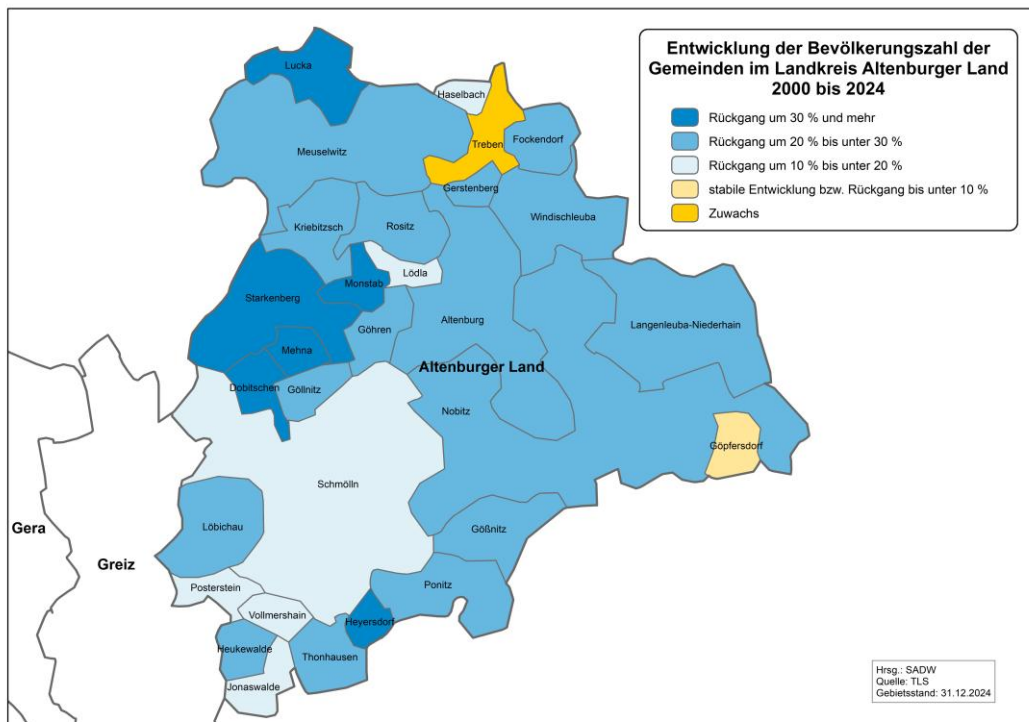 Entwicklung der Bevölkerungszahl der
Gemeinden im Landkreis Altenburger Land
2000 bis 2024
Rückgang um 30 % und mehr
Rückgang um 20 % bis unter 30 %
Rückgang um 10 % bis unter 20 %
stabile Entwicklung bzw. Rückgang bis unter 10 %
Zuwachs
Lucka
Haselbach
Meuselwitz
Treben
Fockendorf
Gerstenberg
Windischleuba
Kriebitzsch
Rositz
Lödla
Monstab
Starkenberg
Göhren
Altenburg
Langenleuba-Niederhain
Mehna
Altenburger Land
Dobitschen
Göllnitz
Nobitz
Göpfersdorf
Schmölln
Gera
Löbichau
Gößnitz
Greiz
Posterstein
Ponitz
Vollmershain
Heyersdorf
Heukewalde
Thonhausen
Jonaswalde
Hrsg.: SADW
Quelle: TLS
Gebietsstand: 31.12.2024